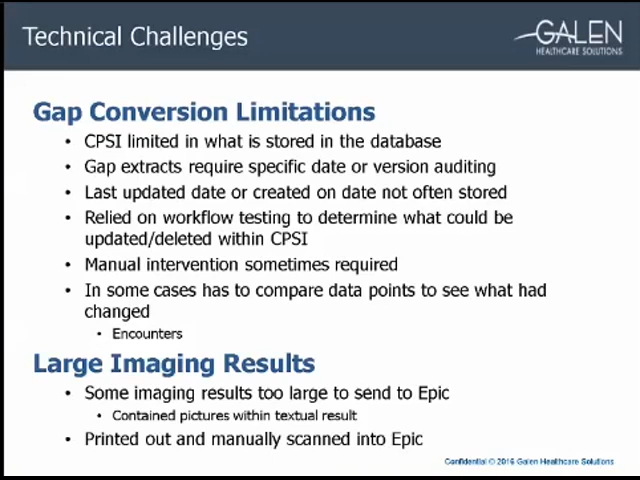 Technical Challenges
GALEN
HEALTHCARE SOLUTIONS
Gap Conversion Limitations
• CPSI limited in what is stored in the database
• Gap extracts require specific date or version auditing
• Last updated date or created on date not often stored
• Relied on workflow testing to determine what could be
updated/deleted within CPSI
• Manual intervention sometimes required
• In some cases has to compare data points to see what had
changed
• Encounters
Large Imaging Results
• Some imaging results too large to send to Epic
• Contained pictures within textual result
• Printed out and manually scanned into Epic
Confidential © 2016 Galen Healthcare Solutions